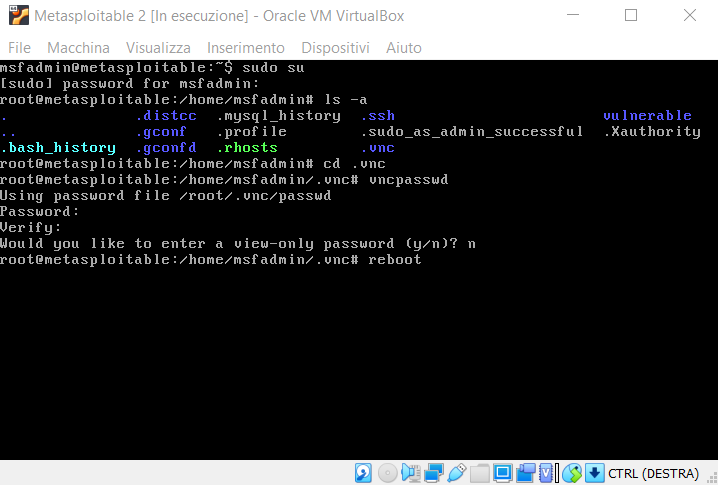 Metasploitable 2 [In esecuzione] - Oracle VM VirtualBox
File Macchina Visualizza Inserimento Dispositivi Aiuto
msfadmin@metasploitable:~$ sudo su
[sudo] password for msfadmin:
root@metasploitable:/home/msfadmin# ls -a
. .distcc .mysql_history .ssh vulnerable
.. .gconf .profile .sudo_as_admin_successful .Xauthority
.bash_history .gconfd .rhosts .vnc
root@metasploitable:/home/msfadmin# cd .vnc
root@metasploitable:/home/msfadmin/.vnc# vncpasswd
Using password file /root/.vnc/passwd
Password:
Verify:
Would you like to enter a view-only password (y/n)? n
root@metasploitable:/home/msfadmin/.vnc# reboot
CTRL (DESTRA)